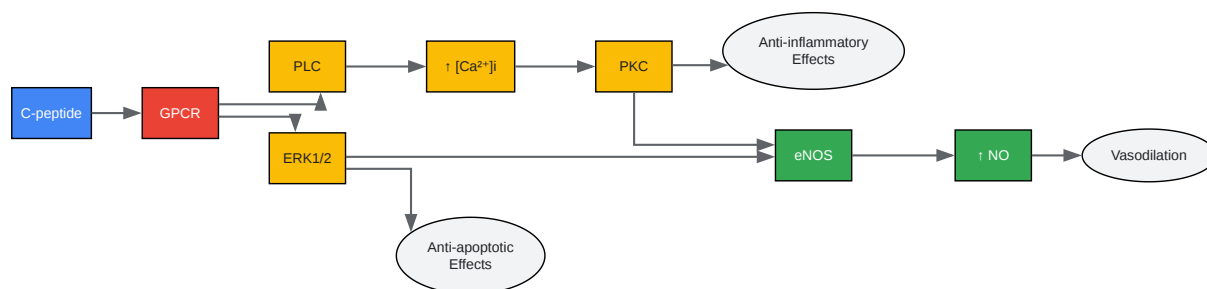 Anti-inflammatory
Effects
PLC
↑ [Ca²⁺]i
PKC
C-peptide
GPCR
ERK1/2
eNOS
↑ NO
Vasodilation
Anti-apoptotic
Effects